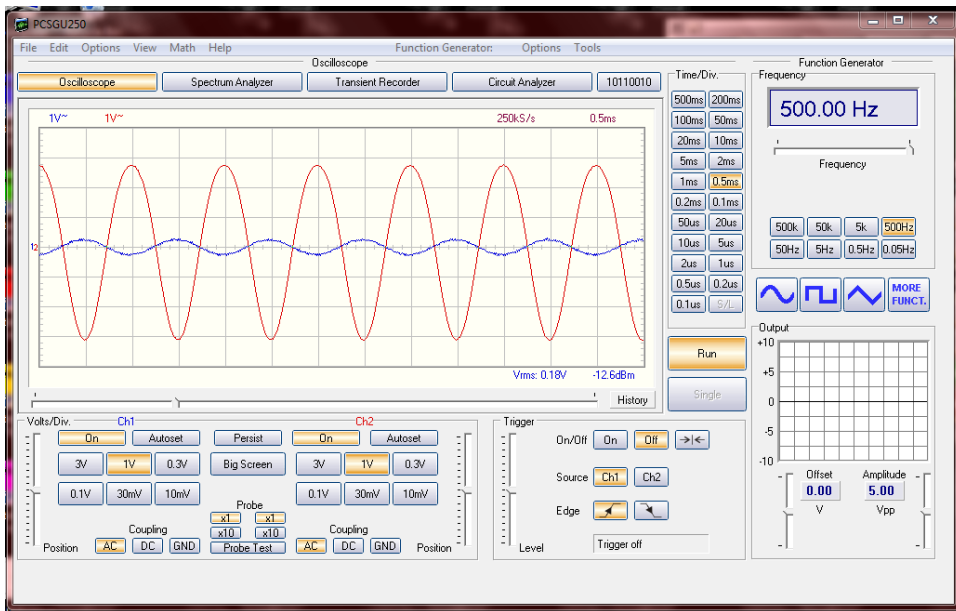 PCSGU250
File Edit Options View Math Help Function Generator: Options Tools
Oscilloscope
Oscilloscope Spectrum Analyzer Transient Recorder Circuit Analyzer 10110010
1V~ 1V~ 250kS/s 0.5ms
12
Vrms: 0.18V -12.6dBm
History
Time/Div.
500ms 200ms
100ms 50ms
20ms 10ms
5ms 2ms
1ms 0.5ms
0.2ms 0.1ms
50us 20us
10us 5us
2us 1us
0.5us 0.2us
0.1us S/L
Run
Single
Function Generator
Frequency
500.00 Hz
Frequency
500k 50k 5k 500Hz
50Hz 5Hz 0.5Hz 0.05Hz
MORE
FUNCT.
Output
+10
+5
0
-5
-10
Offset Amplitude
0.00 5.00
V Vpp
Volts/Div. Ch1 Ch2
On Autoset Persist On Autoset
3V 1V 0.3V Big Screen 3V 1V 0.3V
0.1V 30mV 10mV 0.1V 30mV 10mV
Probe
x1 x1
Coupling x10 x10 Coupling
Position AC DC GND Probe Test AC DC GND Position
Trigger
On/Off On Off
Source Ch1 Ch2
Edge
Level Trigger off